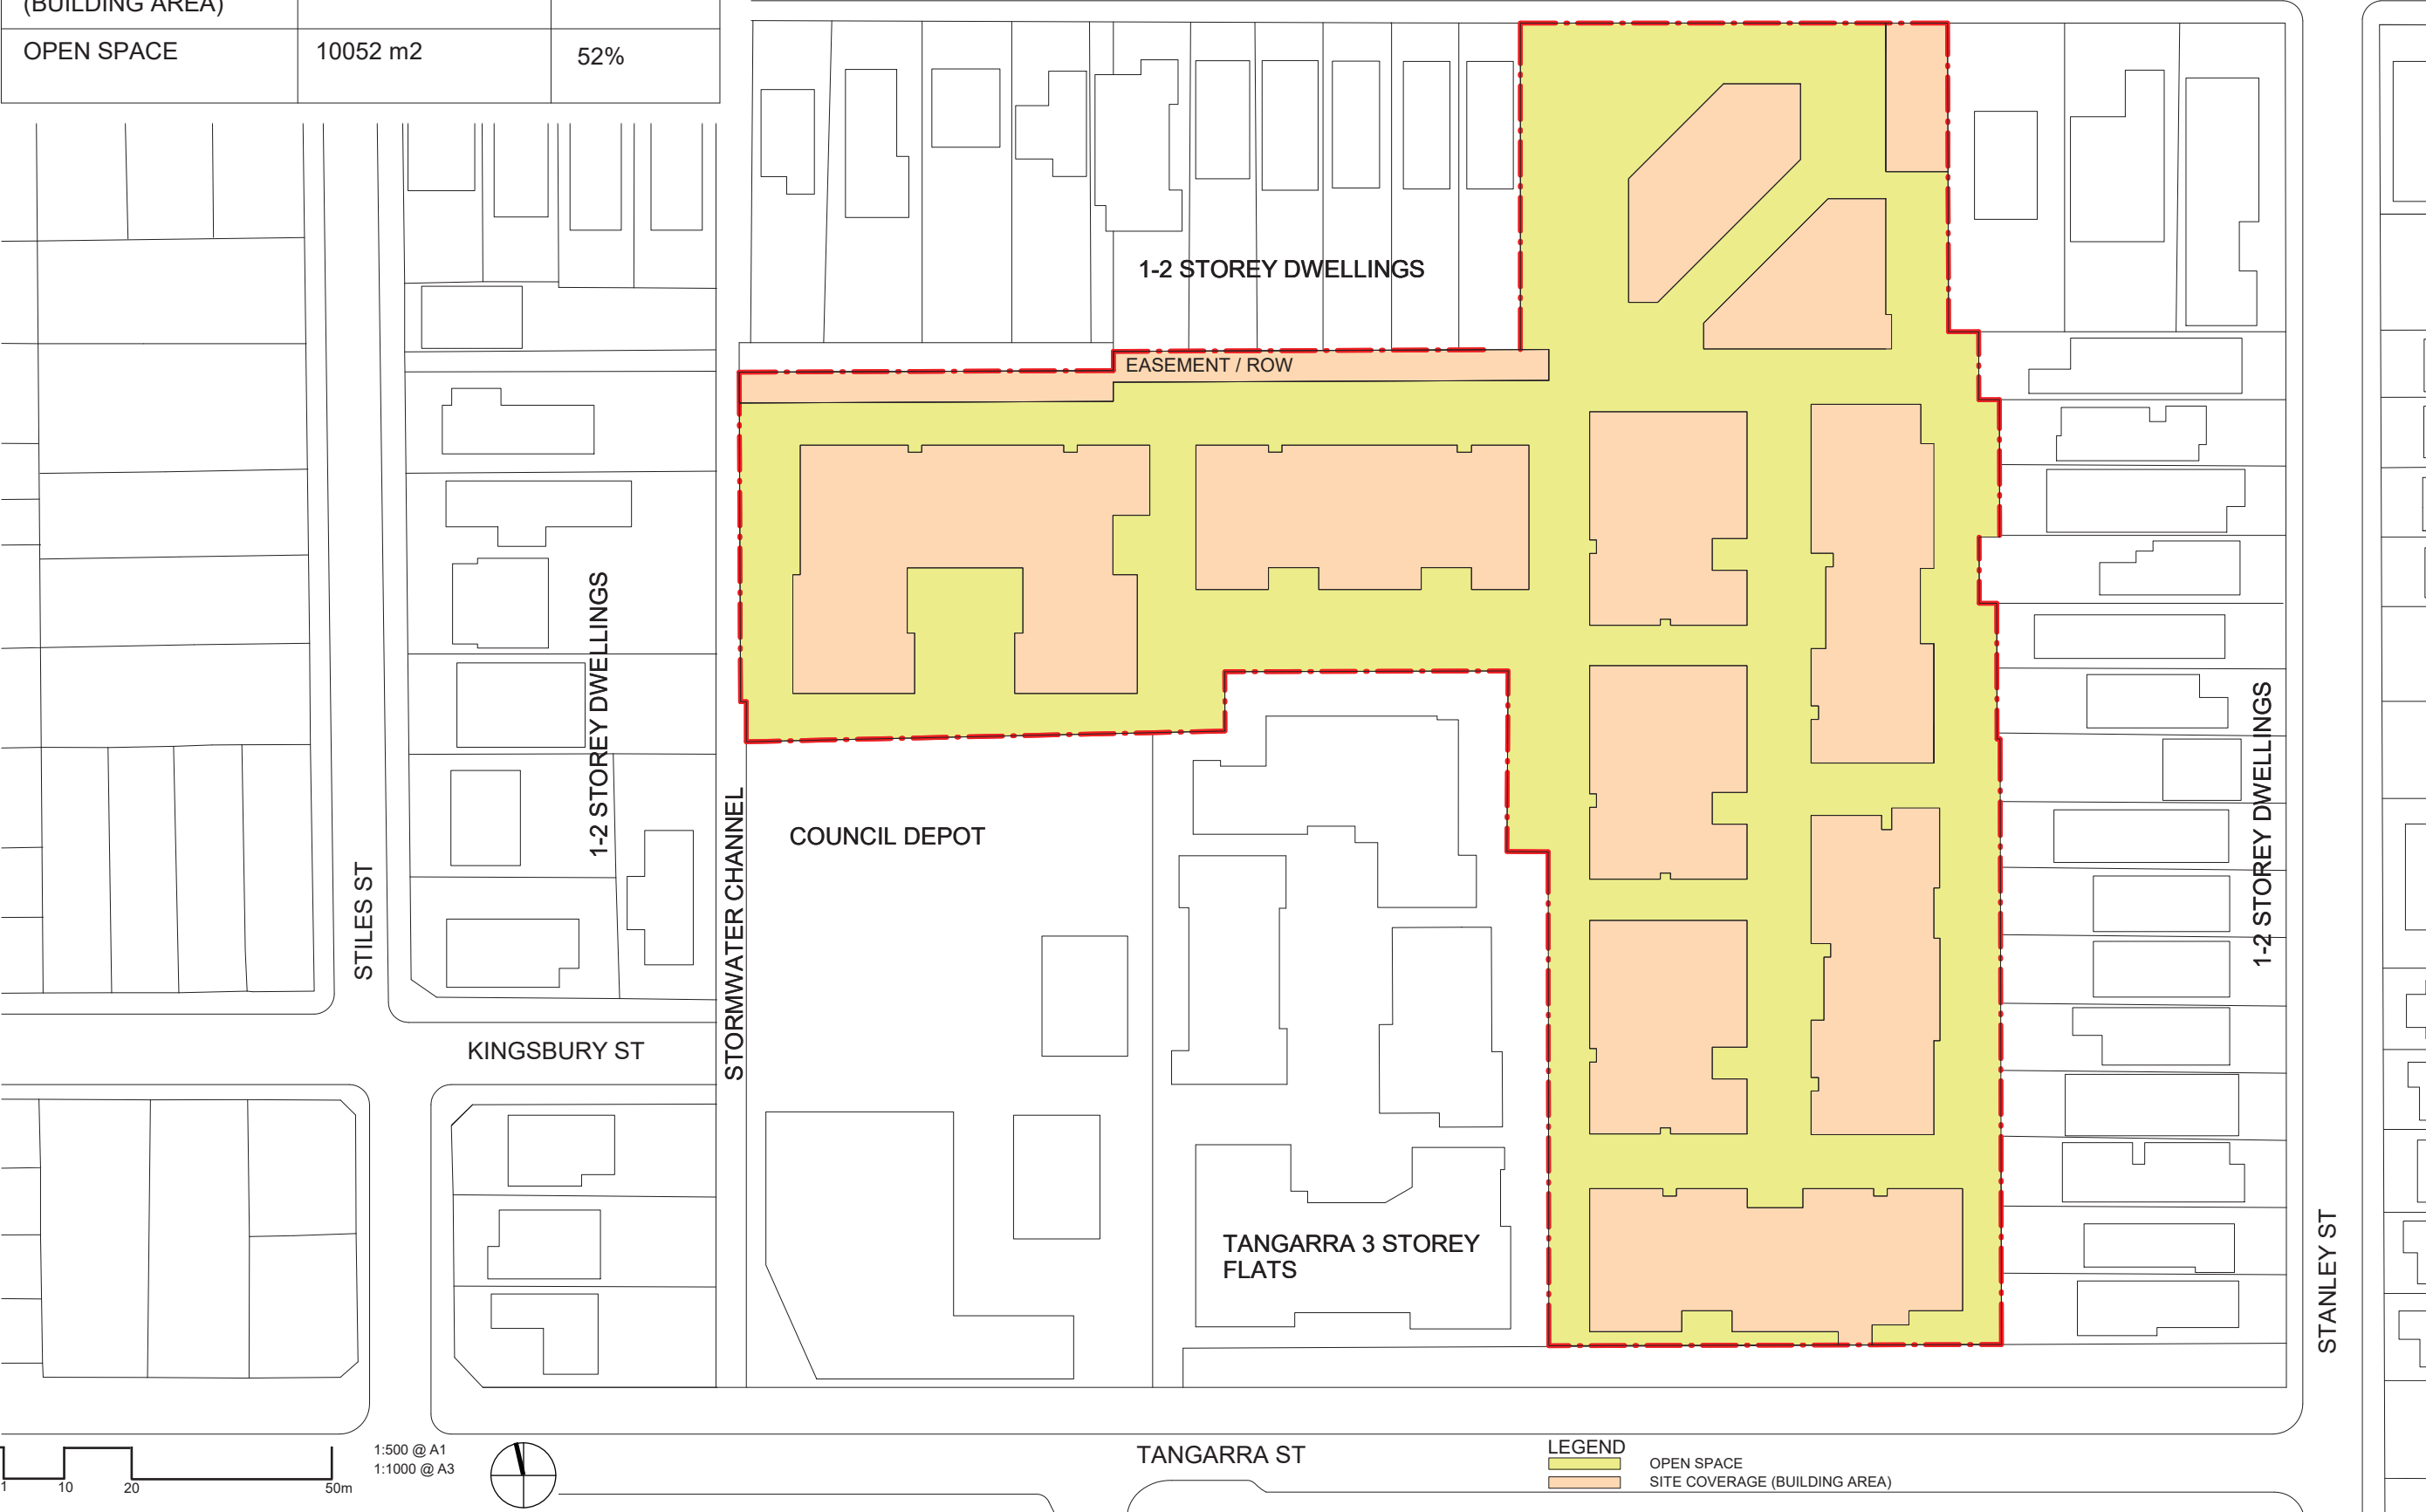 (BUILDING AREA)
OPEN SPACE 10052 m2 52%
1-2 STOREY DWELLINGS
EASEMENT / ROW
1-2 STOREY DWELLINGS
1-2 STOREY DWELLINGS
STORMWATER CHANNEL
COUNCIL DEPOT
STILES ST
KINGSBURY ST
TANGARRA 3 STOREY
FLATS
STANLEY ST
1:500 @ A1
1:1000 @ A3
1 10 20 50m
TANGARRA ST
LEGEND
OPEN SPACE
SITE COVERAGE (BUILDING AREA)